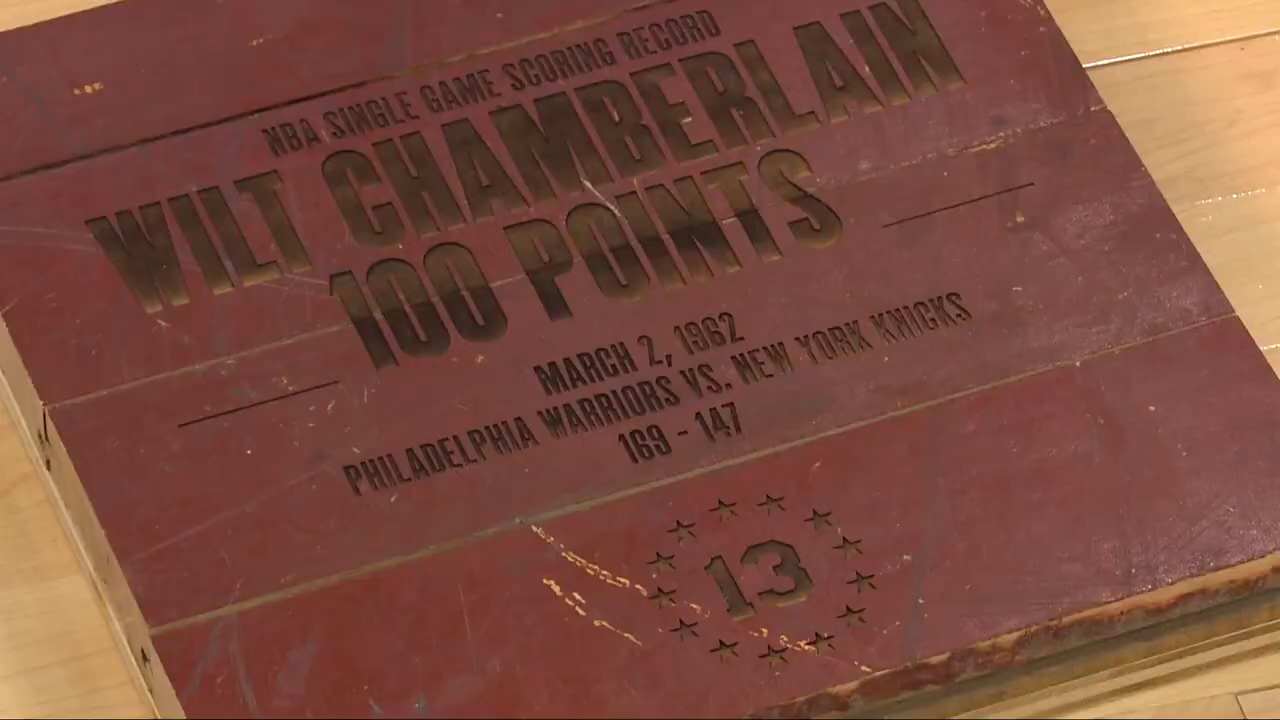 NBA SINGLE GAME SCORING RECORD
WILT CHAMBERLAIN
100 POINTS
MARCH 2, 1962
PHILADELPHIA WARRIORS VS. NEW YORK KNICKS
169 - 147
13